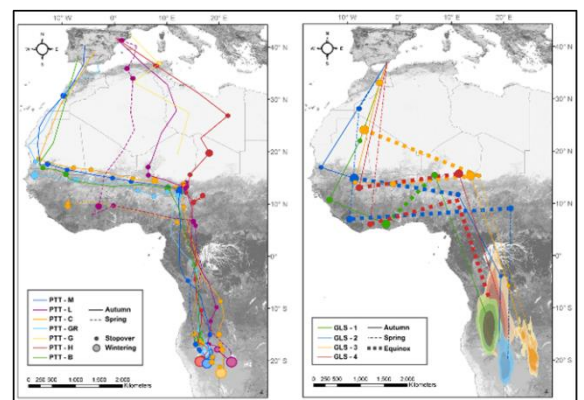 10° W 0° 10° E 20° E
N
W E
S
40° N
30° N
20° N
10° N
0°
10° S
20° S
PTT - M
PTT - L
PTT - C
PTT - GR
PTT - G
PTT - H
PTT - B
Autumn
Spring
Stopover
Wintering
0 250 500 1.000 1.500 2.000
Kilometers
10° W 0° 10° E 20° E
N
W E
S
40° N
30° N
20° N
10° N
0°
10° S
20° S
GLS - 1
GLS - 2
GLS - 3
GLS - 4
Autumn
Spring
Equinox
0 250 500 1.000 1.500 2.000
Kilometers